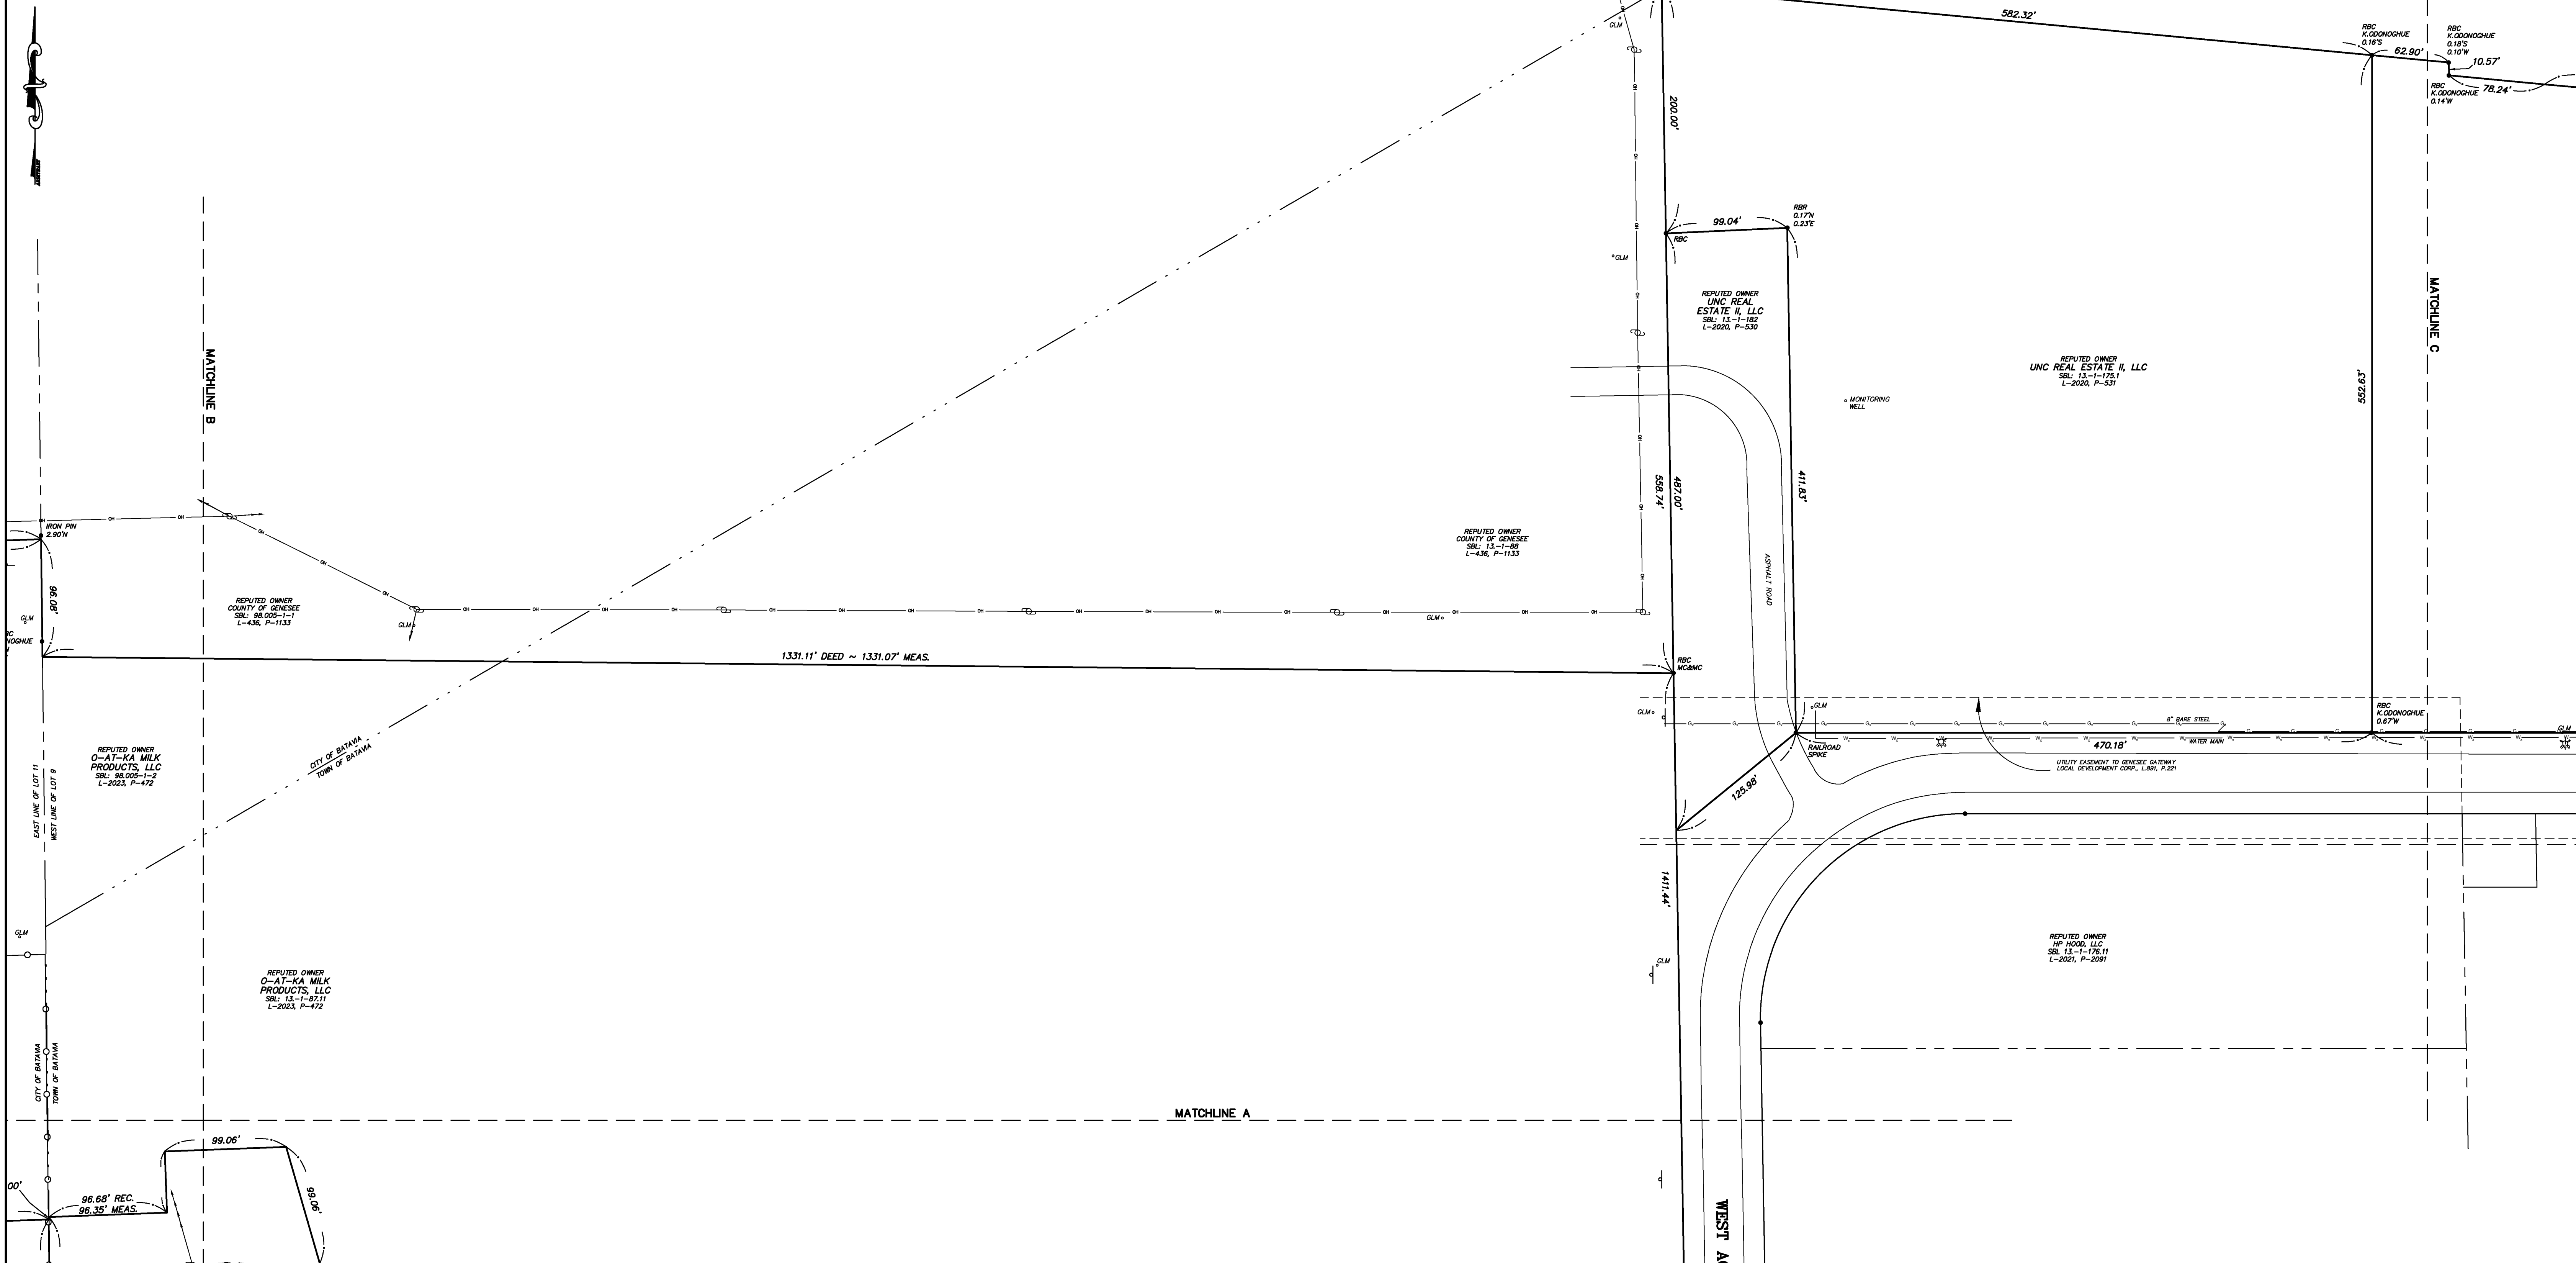 582.32'
RBC
K.ODONOGHUE
0.16'S
62.90'
RBC
K.ODONOGHUE
0.18'S
0.10'W
10.57'
RBC
K.ODONOGHUE
0.14'W
78.24'
GLM
OH
200.00'
99.04'
RBR
0.17'N
0.23'E
RBC
GLM
REPUTED OWNER
UNC REAL
ESTATE II, LLC
SBL: 13.-1-182
L-2020, P-530
REPUTED OWNER
UNC REAL ESTATE II, LLC
SBL: 13.-1-175.1
L-2020, P-531
MONITORING
WELL
552.63'
MATCHLINE C
MATCHLINE B
411.83'
487.00'
558.74'
ASPHALT ROAD
REPUTED OWNER
COUNTY OF GENESEE
SBL: 13.-1-88
L-436, P-1133
IRON PIN
2.90'N
96.08'
GLM
NOGHUE
REPUTED OWNER
COUNTY OF GENESEE
SBL: 98.005-1-1
L-436, P-1133
GLM
GLM
1331.11' DEED ~ 1331.07' MEAS.
RBC
MC&MC
GLM
GLM
8" BARE STEEL
WATER MAIN
RBC
K.ODONOGHUE
0.67'W
GLM
470.18'
RAILROAD
SPIKE
125.98'
UTILITY EASEMENT TO GENESEE GATEWAY
LOCAL DEVELOPMENT CORP., L.891, P.221
REPUTED OWNER
O-AT-KA MILK
PRODUCTS, LLC
SBL: 98.005-1-2
L-2023, P-472
CITY OF BATAVIA
TOWN OF BATAVIA
EAST LINE OF LOT 11
WEST LINE OF LOT 9
1411.44'
GLM
GLM
REPUTED OWNER
HP HOOD, LLC
SBL 13.-1-176.11
L-2021, P-2091
REPUTED OWNER
O-AT-KA MILK
PRODUCTS, LLC
SBL: 13.-1-87.11
L-2023, P-472
CITY OF BATAVIA
TOWN OF BATAVIA
MATCHLINE A
99.06'
99.06'
00'
96.68' REC.
96.35' MEAS.
WEST AG